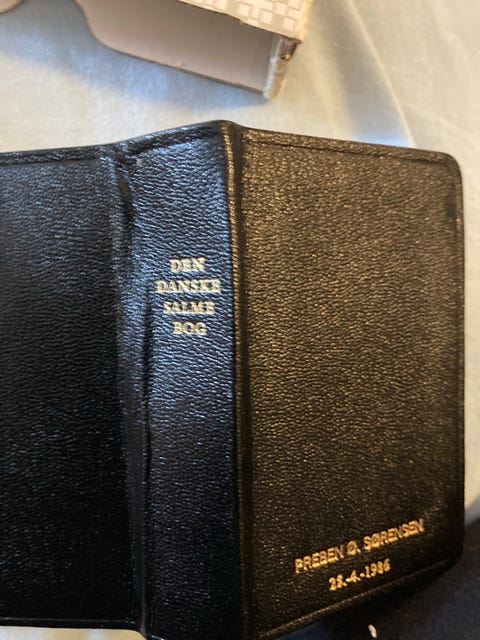 DEN
DANSKE
SALME
BOG
PREBEN Ø. SØRENSEN
28.-4.-1986